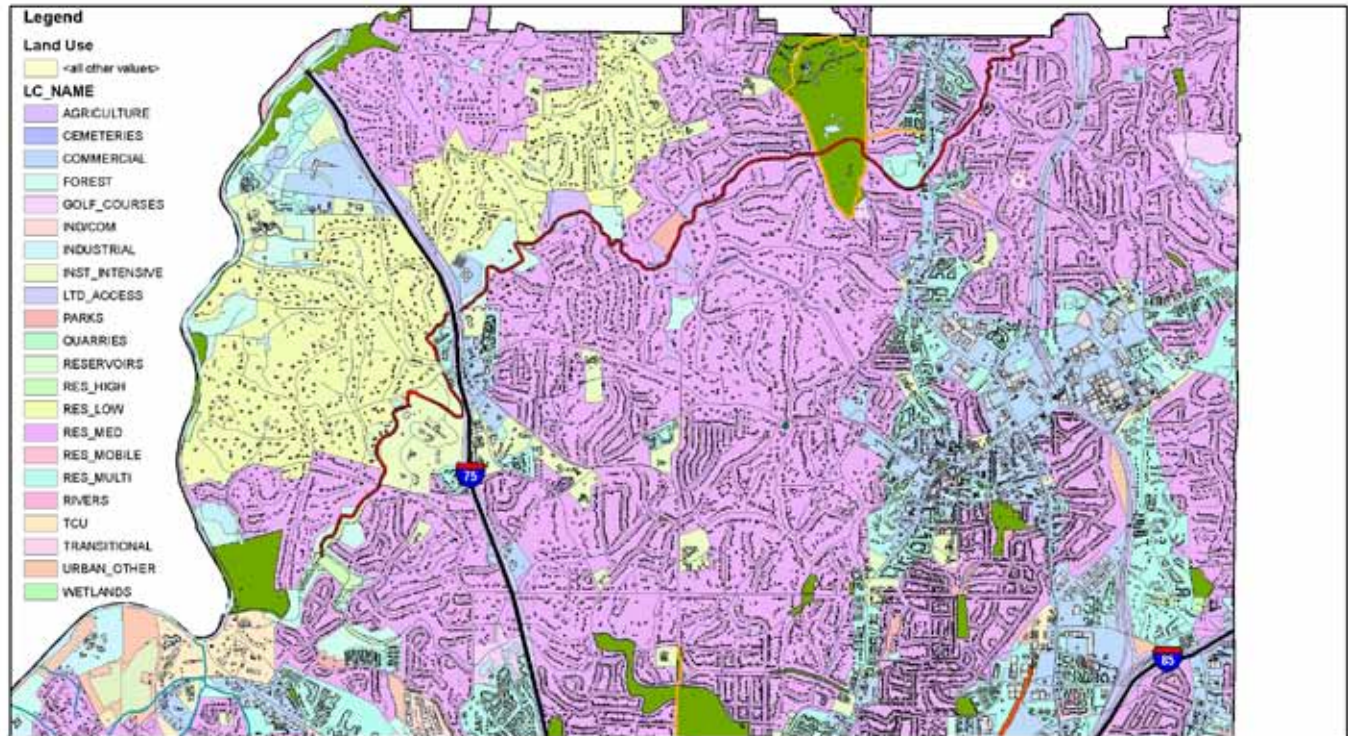 Legend
Land Use
<all other values>
LC_NAME
AGRICULTURE
CEMETERIES
COMMERCIAL
FOREST
GOLF_COURSES
IND/COM
INDUSTRIAL
INST_INTENSIVE
LTD_ACCESS
PARKS
QUARRIES
RESERVOIRS
RES_HIGH
RES_LOW
RES_MED
RES_MOBILE
RES_MULTI
RIVERS
TCU
TRANSITIONAL
URBAN_OTHER
WETLANDS
75
85